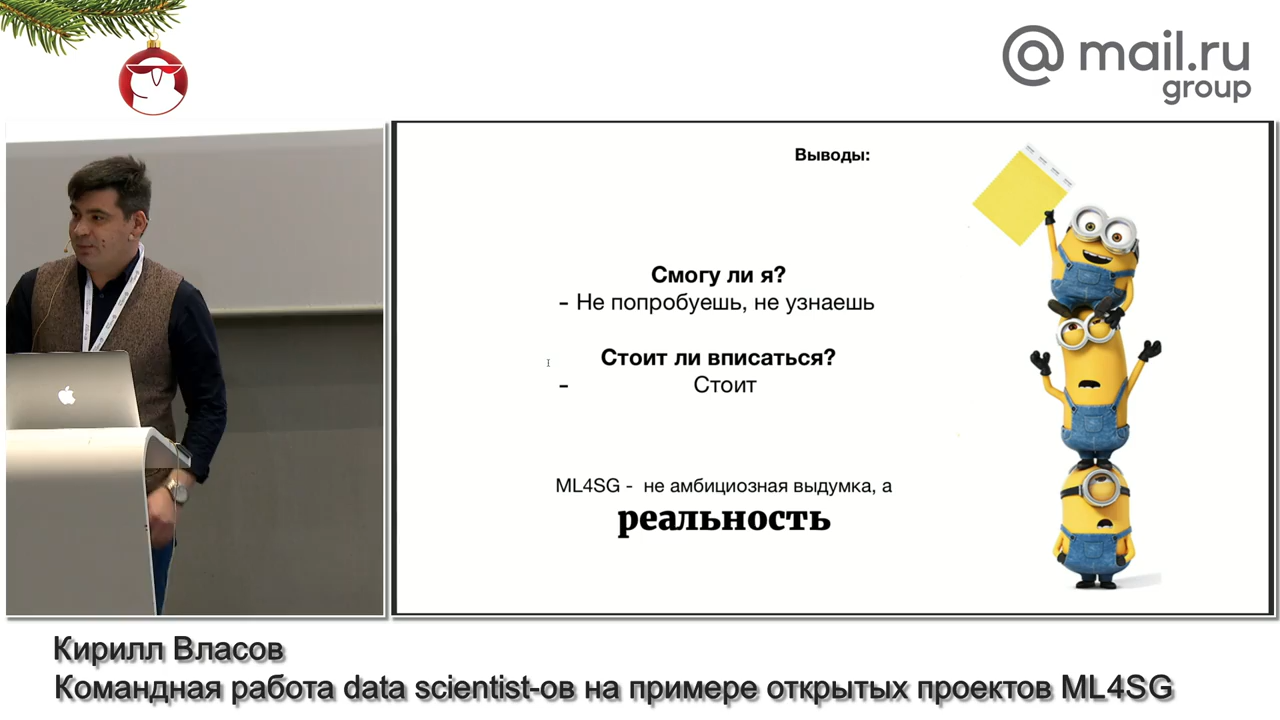 @ mail.ru
group
Выводы:
Смогу ли я?
- Не попробуешь, не узнаешь
Стоит ли вписаться?
- Стоит
ML4SG - не амбициозная выдумка, а
реальность
Кирилл Власов
Командная работа data scientist-ов на примере открытых проектов ML4SG